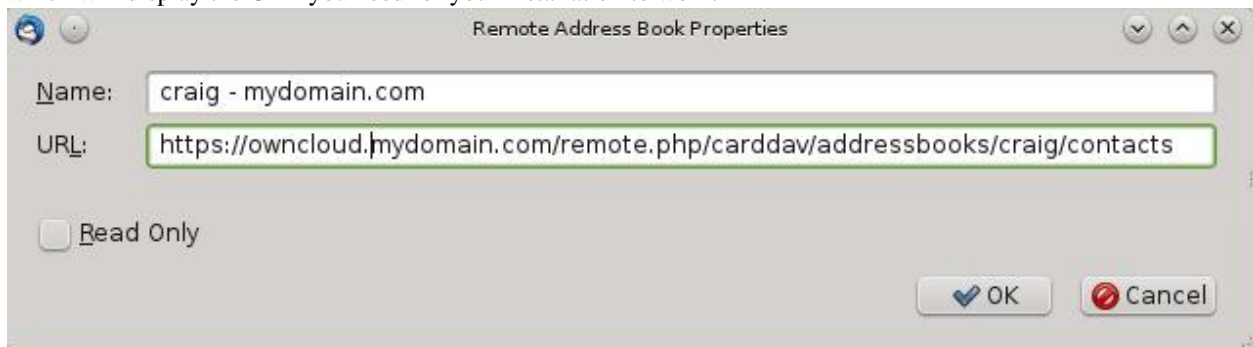 Remote Address Book Properties
Name: craig - mydomain.com
URL: https://owncloud.mydomain.com/remote.php/carddav/addressbooks/craig/contacts
Read Only
OK Cancel